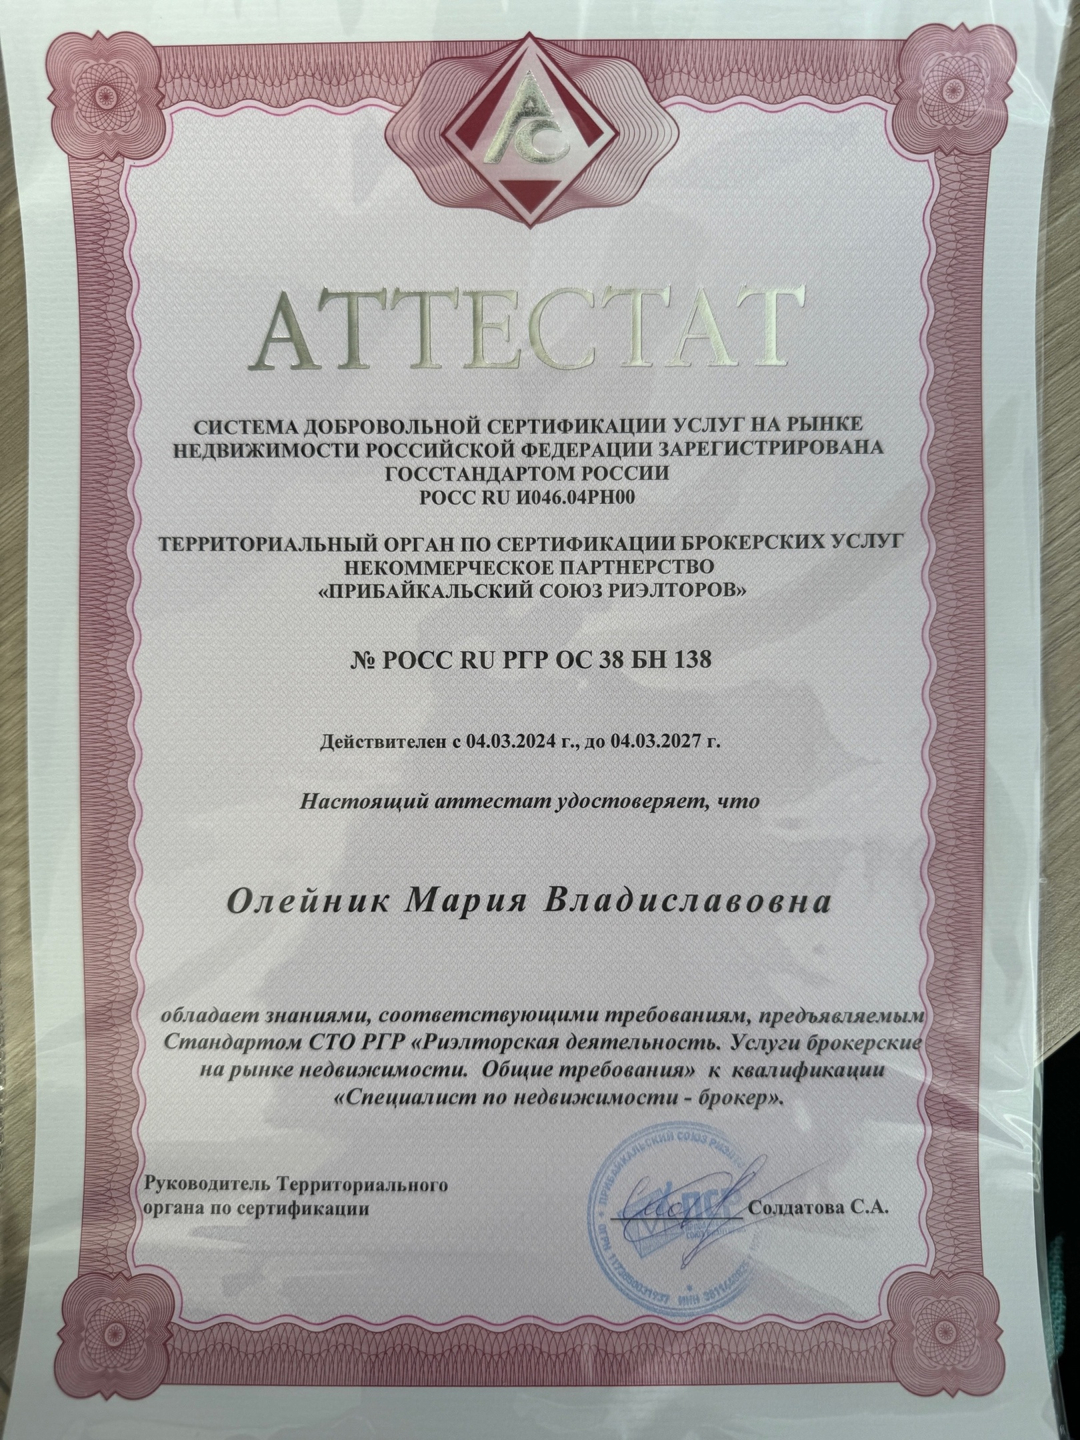 АС
АТТЕСТАТ
СИСТЕМА ДОБРОВОЛЬНОЙ СЕРТИФИКАЦИИ УСЛУГ НА РЫНКЕ
НЕДВИЖИМОСТИ РОССИЙСКОЙ ФЕДЕРАЦИИ ЗАРЕГИСТРИРОВАНА
ГОССТАНДАРТОМ РОССИИ
РОСС RU И046.04РН00
ТЕРРИТОРИАЛЬНЫЙ ОРГАН ПО СЕРТИФИКАЦИИ БРОКЕРСКИХ УСЛУГ
НЕКОММЕРЧЕСКОЕ ПАРТНЕРСТВО
«ПРИБАЙКАЛЬСКИЙ СОЮЗ РИЭЛТОРОВ»
№ РОСС RU РГР ОС 38 БН 138
Действителен с 04.03.2024 г., до 04.03.2027 г.
Настоящий аттестат удостоверяет, что
Олейник Мария Владиславовна
обладает знаниями, соответствующими требованиям, предъявляемым
Стандартом СТО РГР «Риэлторская деятельность. Услуги брокерские
на рынке недвижимости. Общие требования» к квалификации
«Специалист по недвижимости - брокер».
Руководитель Территориального
органа по сертификации
Солдатова С.А.
ПРИБАЙКАЛЬСКИЙ СОЮЗ
ПСР
ИНН